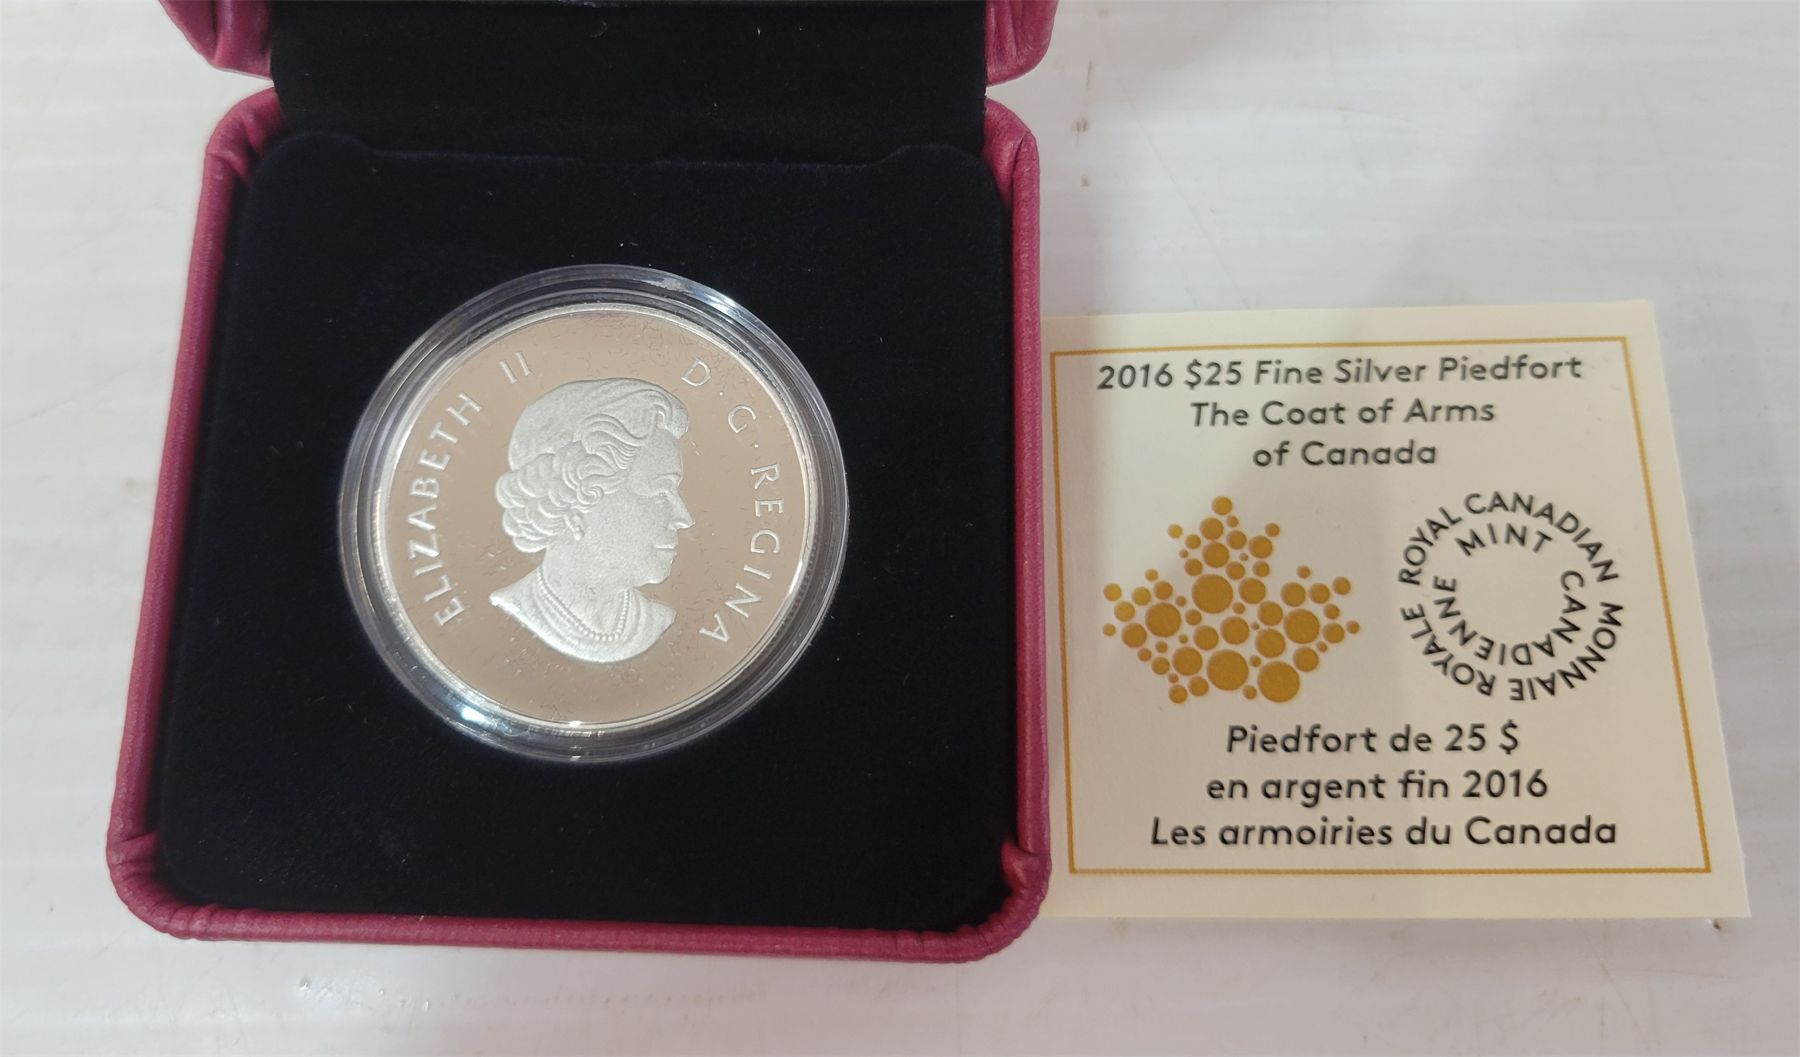 ELIZABETH II D. G. REGINA
2016 $25 Fine Silver Piedfort
The Coat of Arms
of Canada
ROYAL CANADIAN MONNAIE ROYALE
MINT CANADIENNE
Piedfort de 25 $
en argent fin 2016
Les armoiries du Canada